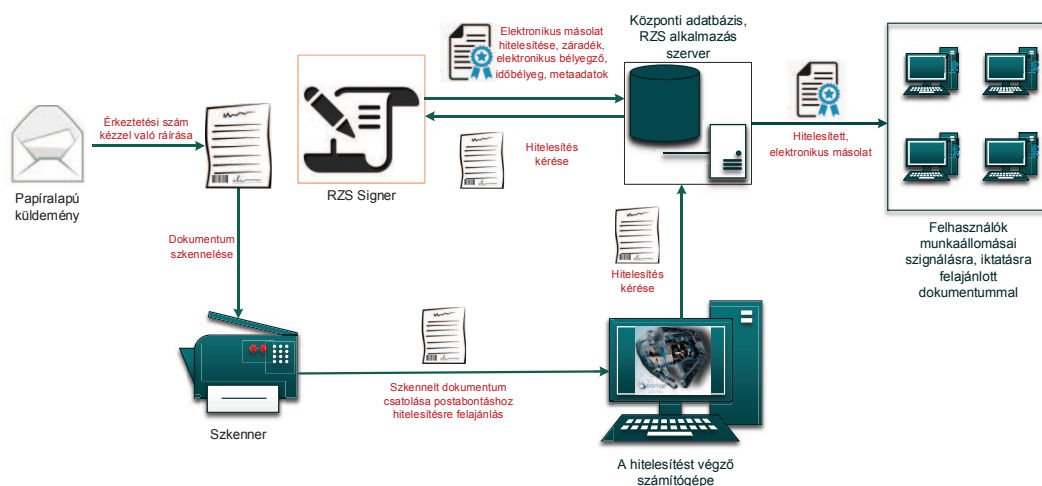 Elektronikus másolat
hitelesítése, záradék,
elektronikus bélyegző,
időbélyeg, metaadatok
Központi adatbázis,
RZS alkalmazás
szerver
Érkeztetési szám
kézzel való ráírása
Hitelesítés
kérése
Hitelesített,
elektronikus másolat
Papíralapú
küldemény
RZS Signer
Dokumentum
szkennelése
Hitelesítés
kérése
Felhasználók
munkaállomásai
szignálásra, iktatásra
felajánlott
dokumentummal
Szkennelt dokumentum
csatolása postabontáshoz
hitelesítésre felajánlás
Szkenner
A hitelesítést végző
számítógépe